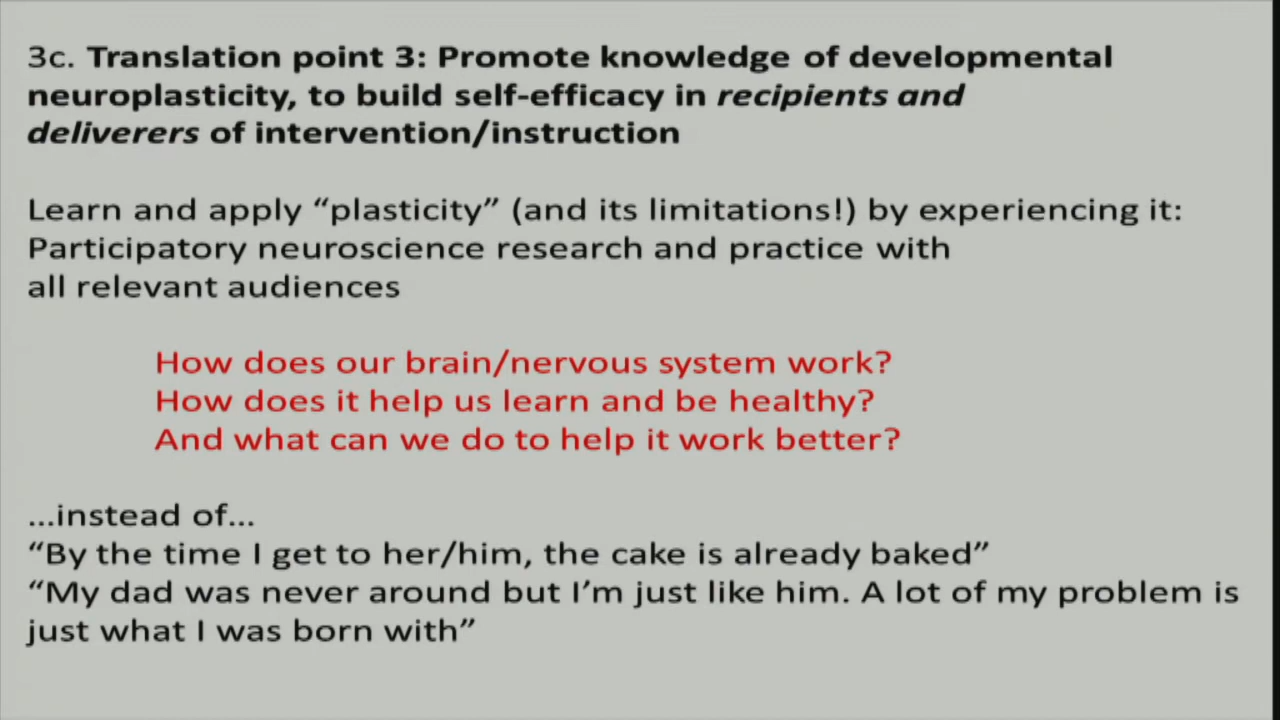 3c. Translation point 3: Promote knowledge of developmental
neuroplasticity, to build self-efficacy in recipients and
deliverers of intervention/instruction
Learn and apply “plasticity” (and its limitations!) by experiencing it:
Participatory neuroscience research and practice with
all relevant audiences
How does our brain/nervous system work?
How does it help us learn and be healthy?
And what can we do to help it work better?
...instead of...
“By the time I get to her/him, the cake is already baked”
“My dad was never around but I’m just like him. A lot of my problem is
just what I was born with”